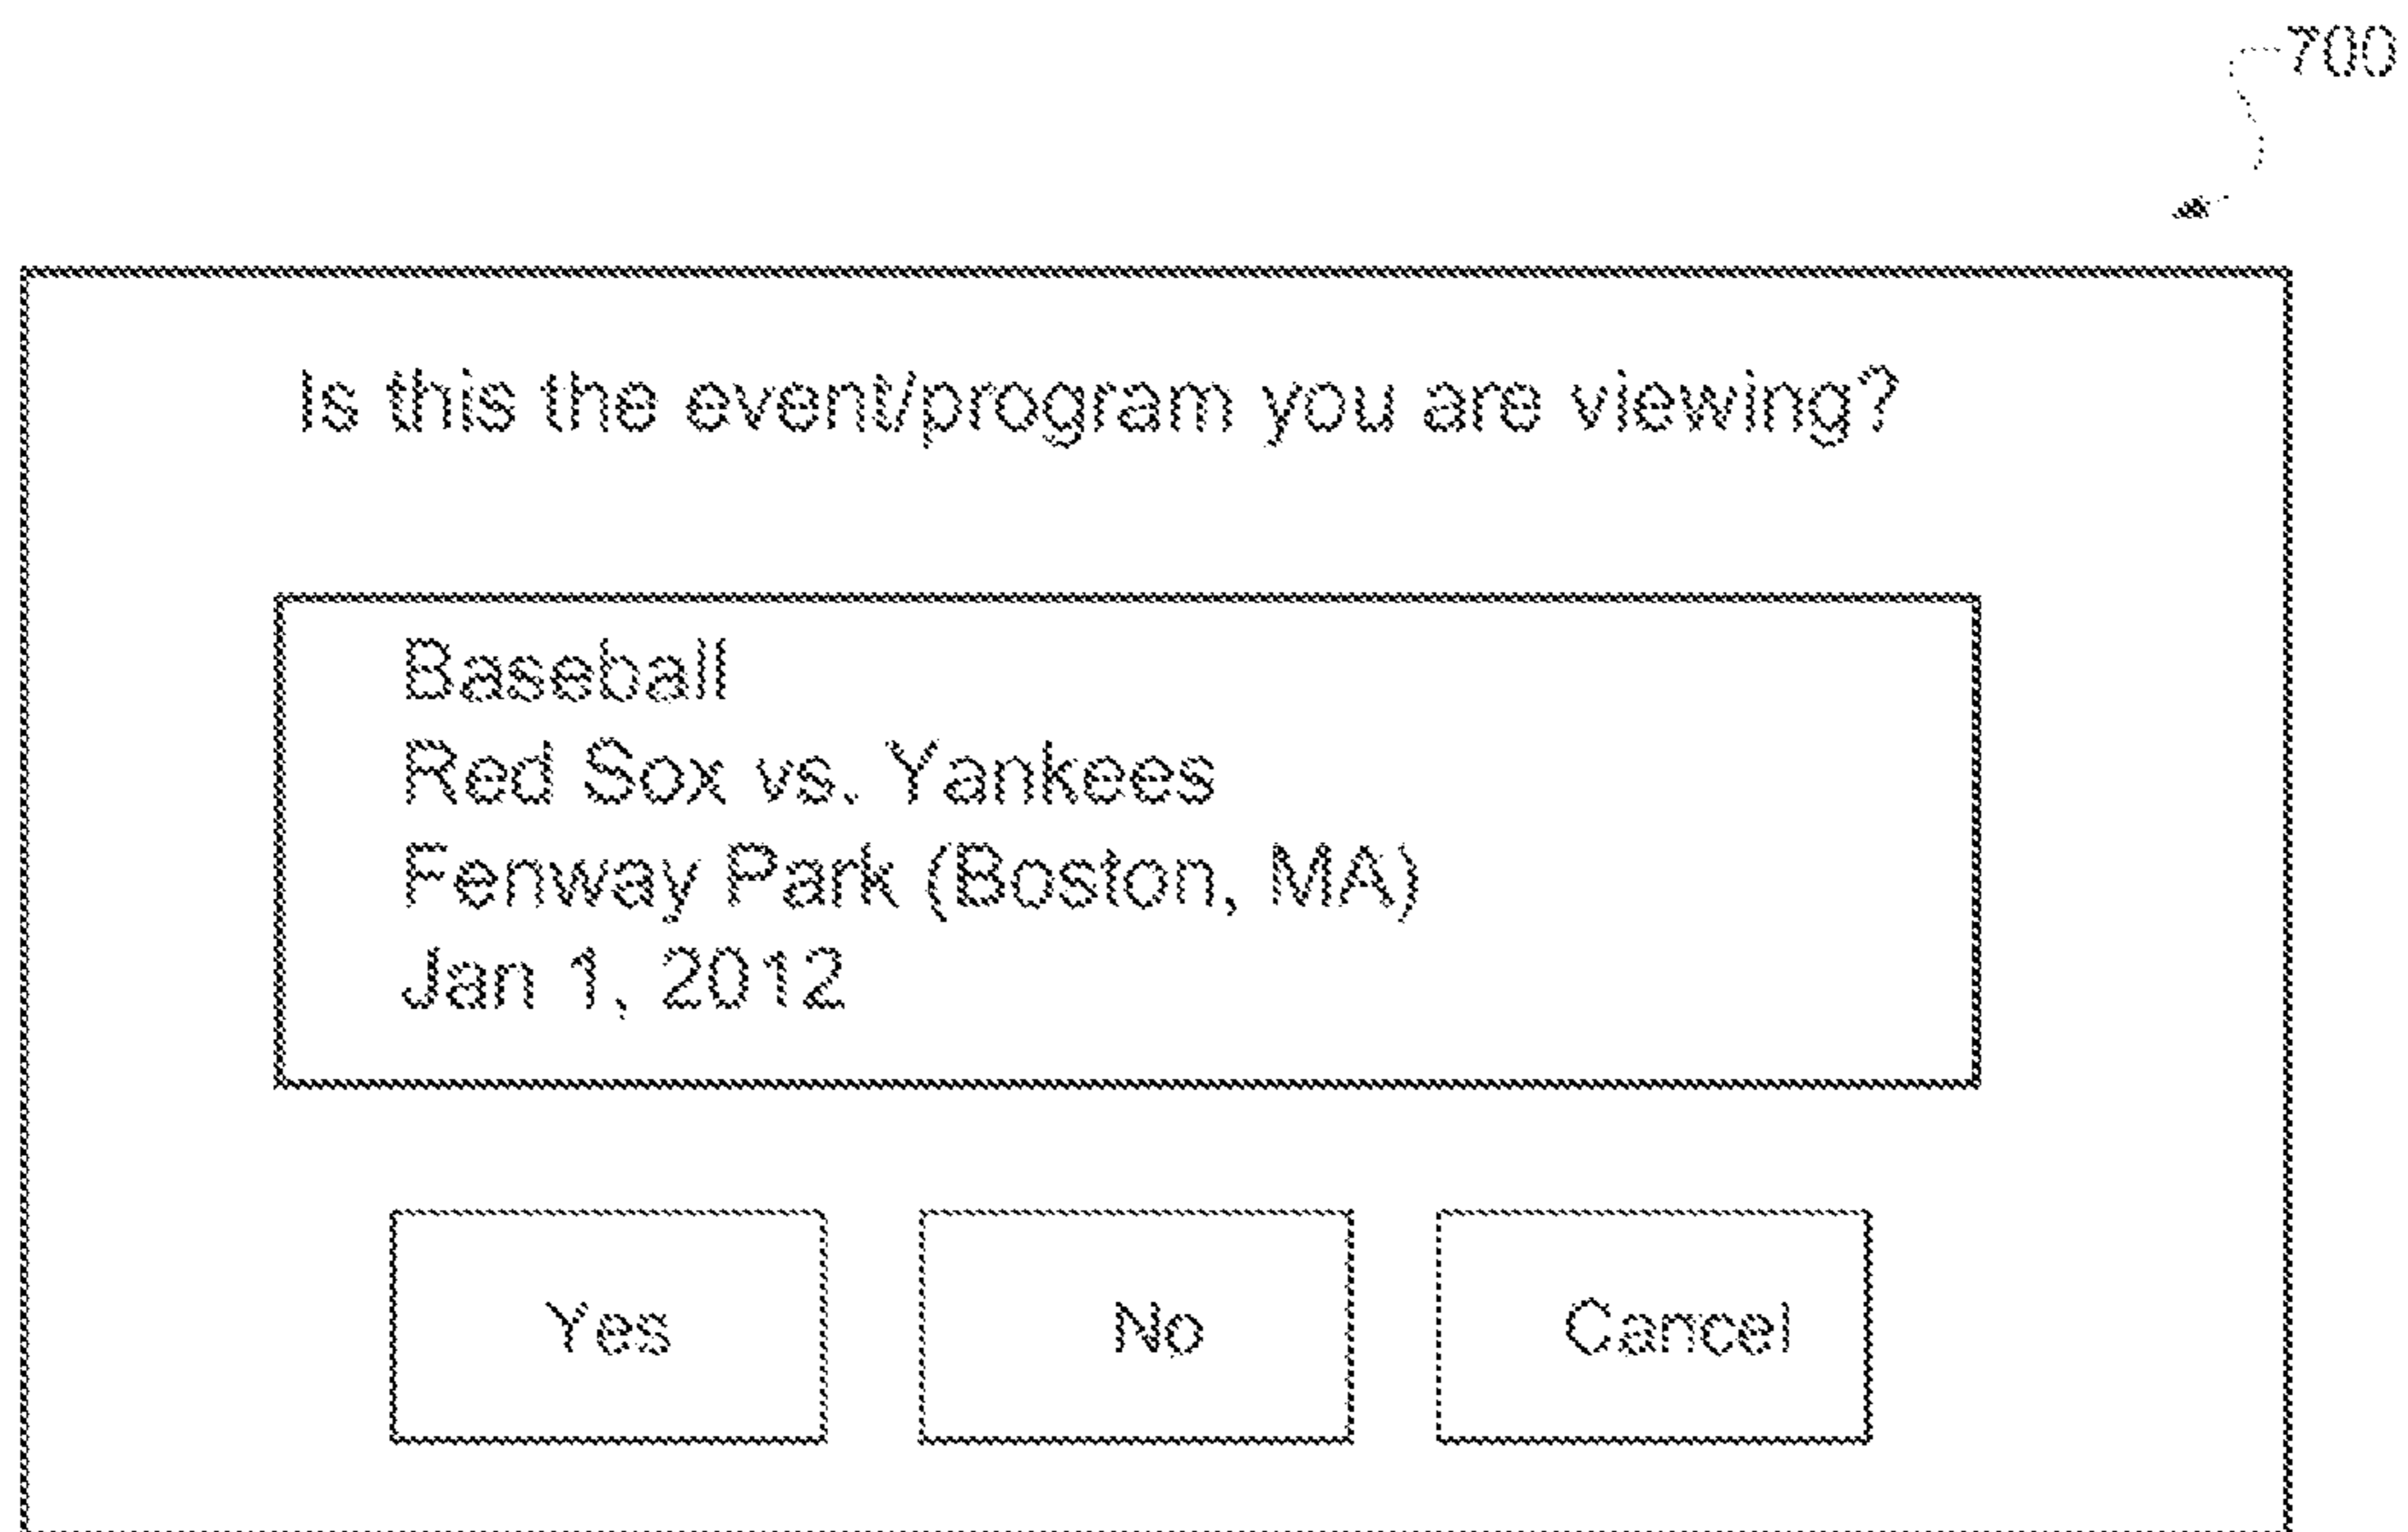 700
Is this the event/program you are viewing?
Baseball
Red Sox vs. Yankees
Fenway Park (Boston, MA)
Jan 1, 2012
Yes No Cancel